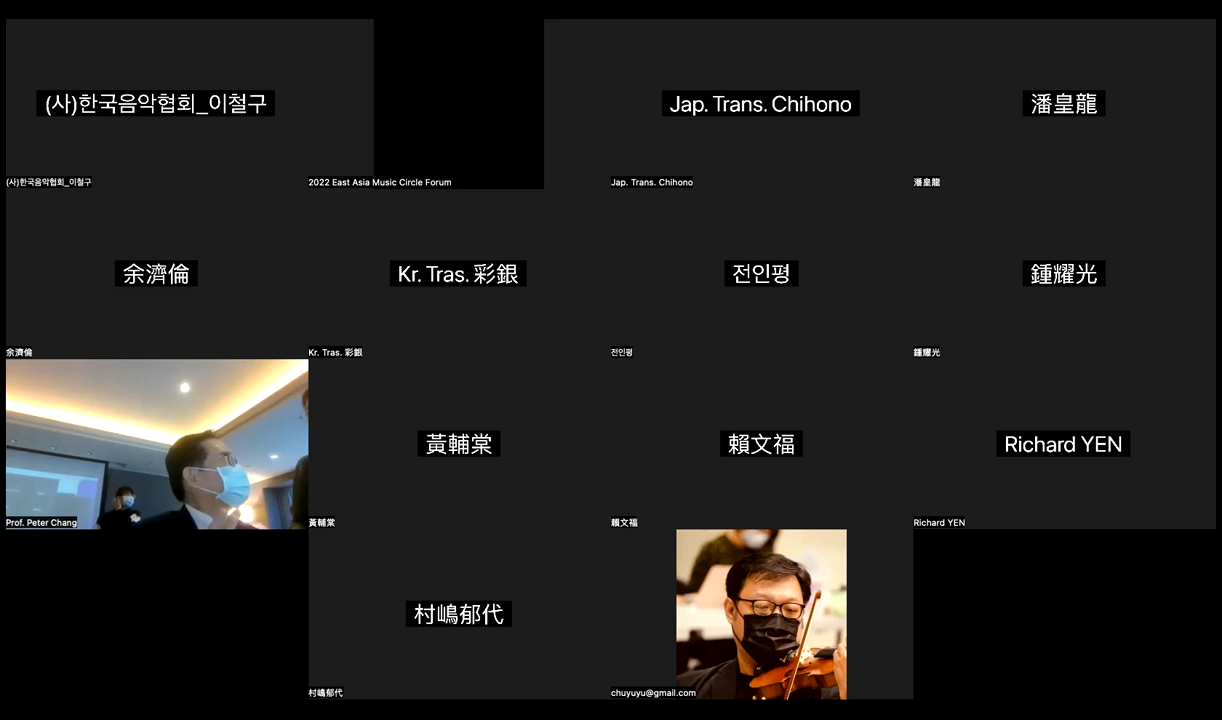 (사)한국음악협회_이철구
Jap. Trans. Chihono
潘皇龍
(사)한국음악협회_이철구
2022 East Asia Music Circle Forum
Jap. Trans. Chihono
潘皇龍
余濟倫
Kr. Tras. 彩銀
전인평
鍾耀光
余濟倫
Kr. Tras. 彩銀
전인평
鍾耀光
黃輔棠
賴文福
Richard YEN
Prof. Peter Chang
黃輔棠
賴文福
Richard YEN
村嶋郁代
村嶋郁代
chuyuyu@gmail.com